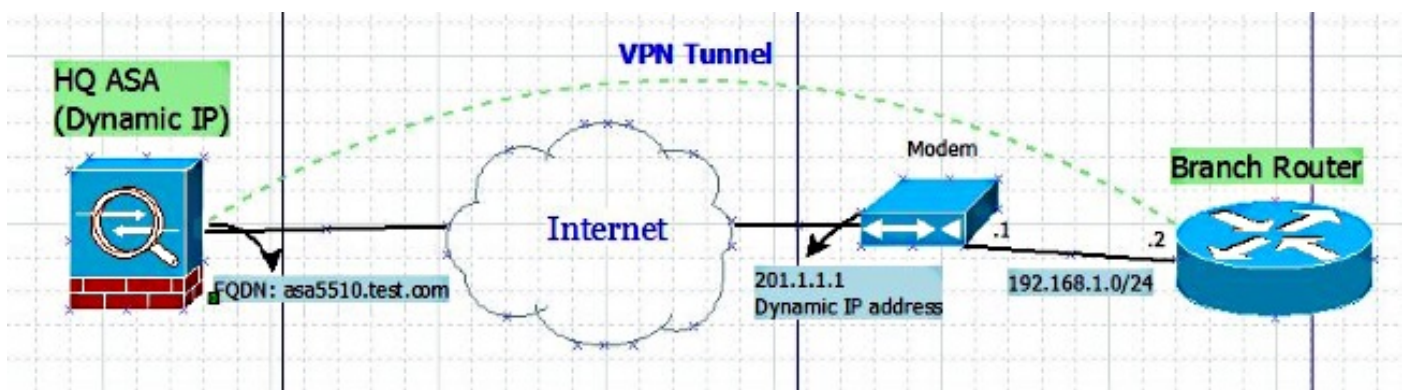 VPN Tunnel
HQ ASA
(Dynamic IP)
Modem
Branch Router
Internet
.1
.2
FQDN: asa5510.test.com
201.1.1.1
Dynamic IP address
192.168.1.0/24